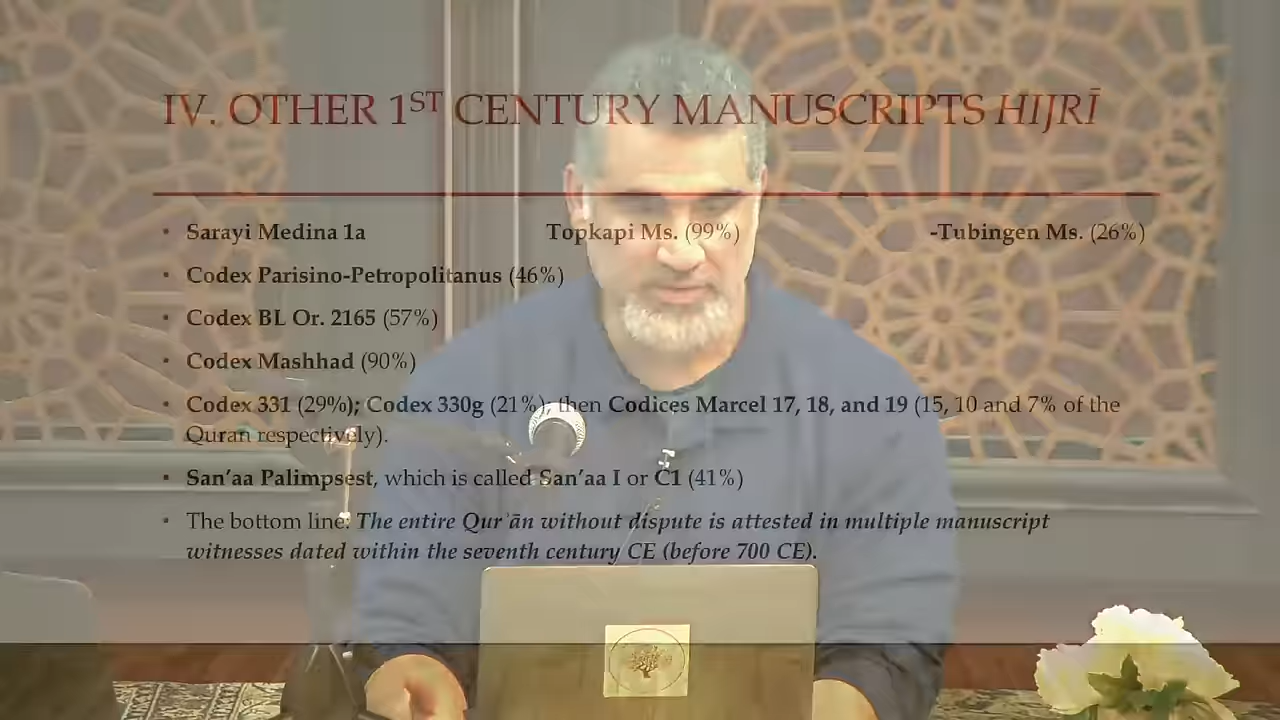 IV. OTHER 1ST CENTURY MANUSCRIPTS HIJRĪ
• Sarayi Medina 1a Topkapi Ms. (99%) -Tubingen Ms. (26%)
• Codex Parisino-Petropolitanus (46%)
• Codex BL Or. 2165 (57%)
• Codex Mashhad (90%)
• Codex 331 (29%); Codex 330g (21%); then Codices Marcel 17, 18, and 19 (15, 10 and 7% of the
Quran respectively).
• San’aa Palimpsest, which is called San’aa I or C1 (41%)
• The bottom line: The entire Qurʾān without dispute is attested in multiple manuscript
witnesses dated within the seventh century CE (before 700 CE).